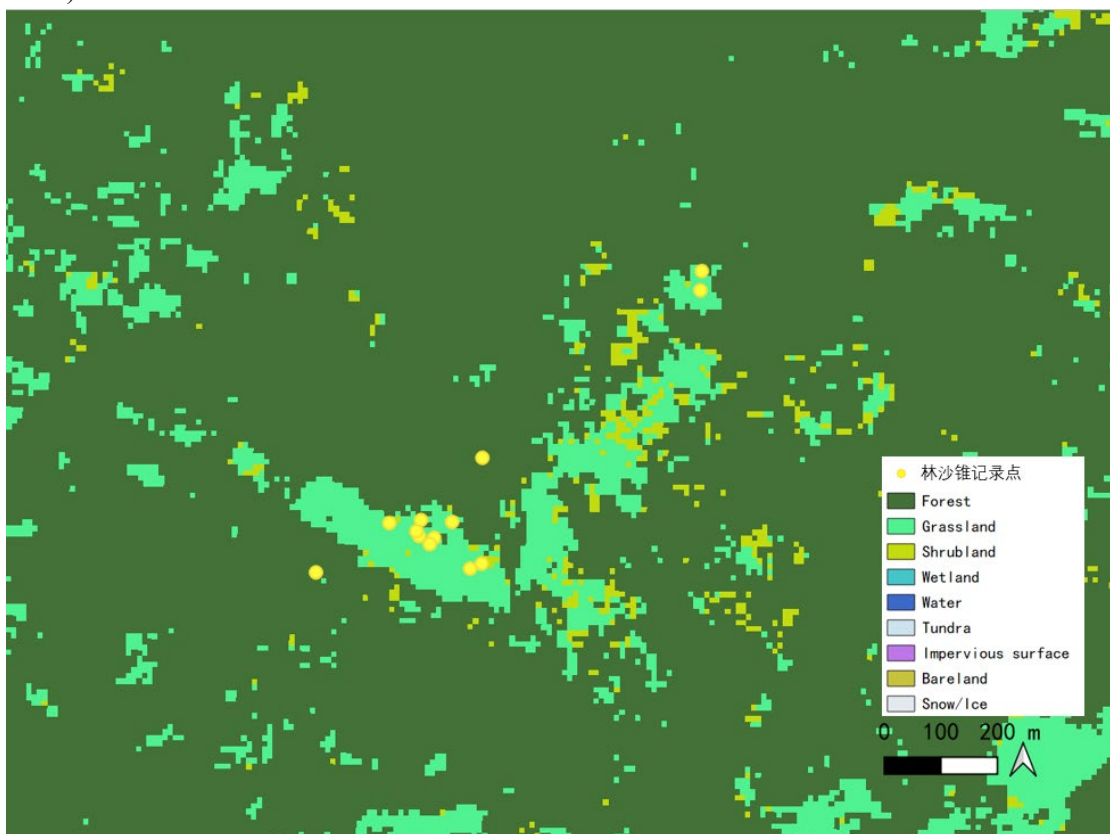 林沙锥记录点
Forest
Grassland
Shrubland
Wetland
Water
Tundra
Impervious surface
Bareland
Snow/Ice
0 100 200 m